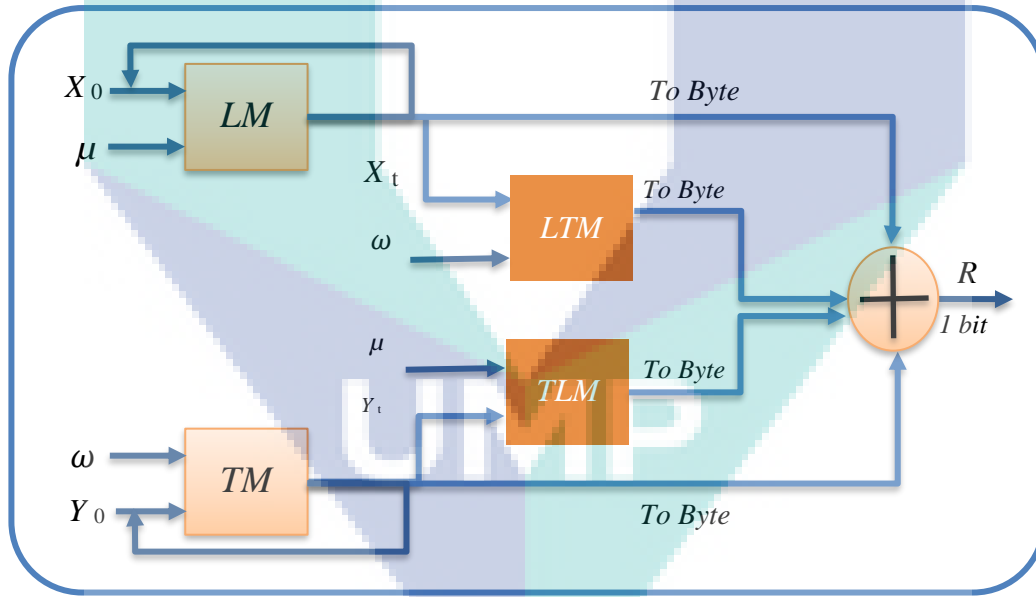 X 0
μ
LM
To Byte
X t
ω
LTM
To Byte
R
1 bit
μ
Y t
TLM
To Byte
UMP
ω
Y 0
TM
To Byte